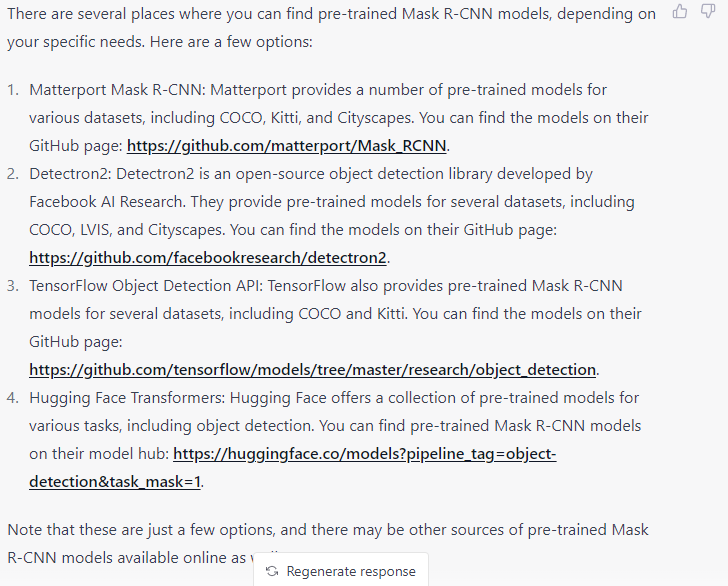 There are several places where you can find pre-trained Mask R-CNN models, depending on
your specific needs. Here are a few options:
1. Matterport Mask R-CNN: Matterport provides a number of pre-trained models for
various datasets, including COCO, Kitti, and Cityscapes. You can find the models on their
GitHub page: https://github.com/matterport/Mask_RCNN.
2. Detectron2: Detectron2 is an open-source object detection library developed by
Facebook AI Research. They provide pre-trained models for several datasets, including
COCO, LVIS, and Cityscapes. You can find the models on their GitHub page:
https://github.com/facebookresearch/detectron2.
3. TensorFlow Object Detection API: TensorFlow also provides pre-trained Mask R-CNN
models for several datasets, including COCO and Kitti. You can find the models on their
GitHub page:
https://github.com/tensorflow/models/tree/master/research/object_detection.
4. Hugging Face Transformers: Hugging Face offers a collection of pre-trained models for
various tasks, including object detection. You can find pre-trained Mask R-CNN models
on their model hub: https://huggingface.co/models?pipeline_tag=object-
detection&task_mask=1.
Note that these are just a few options, and there may be other sources of pre-trained Mask
R-CNN models available online as
Regenerate response